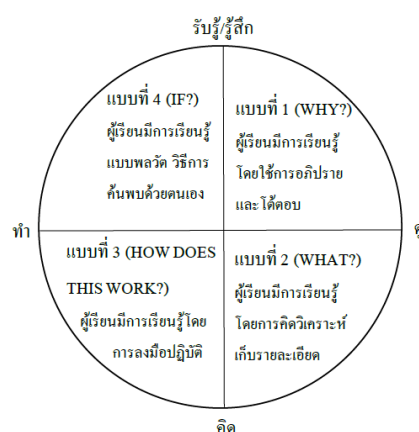 รับรู้/รู้สึก
แบบที่ 4 (IF?)
ผู้เรียนมีการเรียนรู้
แบบพลวัต วิธีการ
ค้นพบด้วยตนเอง
แบบที่ 1 (WHY?)
ผู้เรียนมีการเรียนรู้
โดยใช้การอภิปราย
และโต้ตอบ
ทำ
แบบที่ 3 (HOW DOES
THIS WORK?)
ผู้เรียนมีการเรียนรู้โดย
การลงมือปฏิบัติ
แบบที่ 2 (WHAT?)
ผู้เรียนมีการเรียนรู้
โดยการคิดวิเคราะห์
เก็บรายละเอียด
คิด